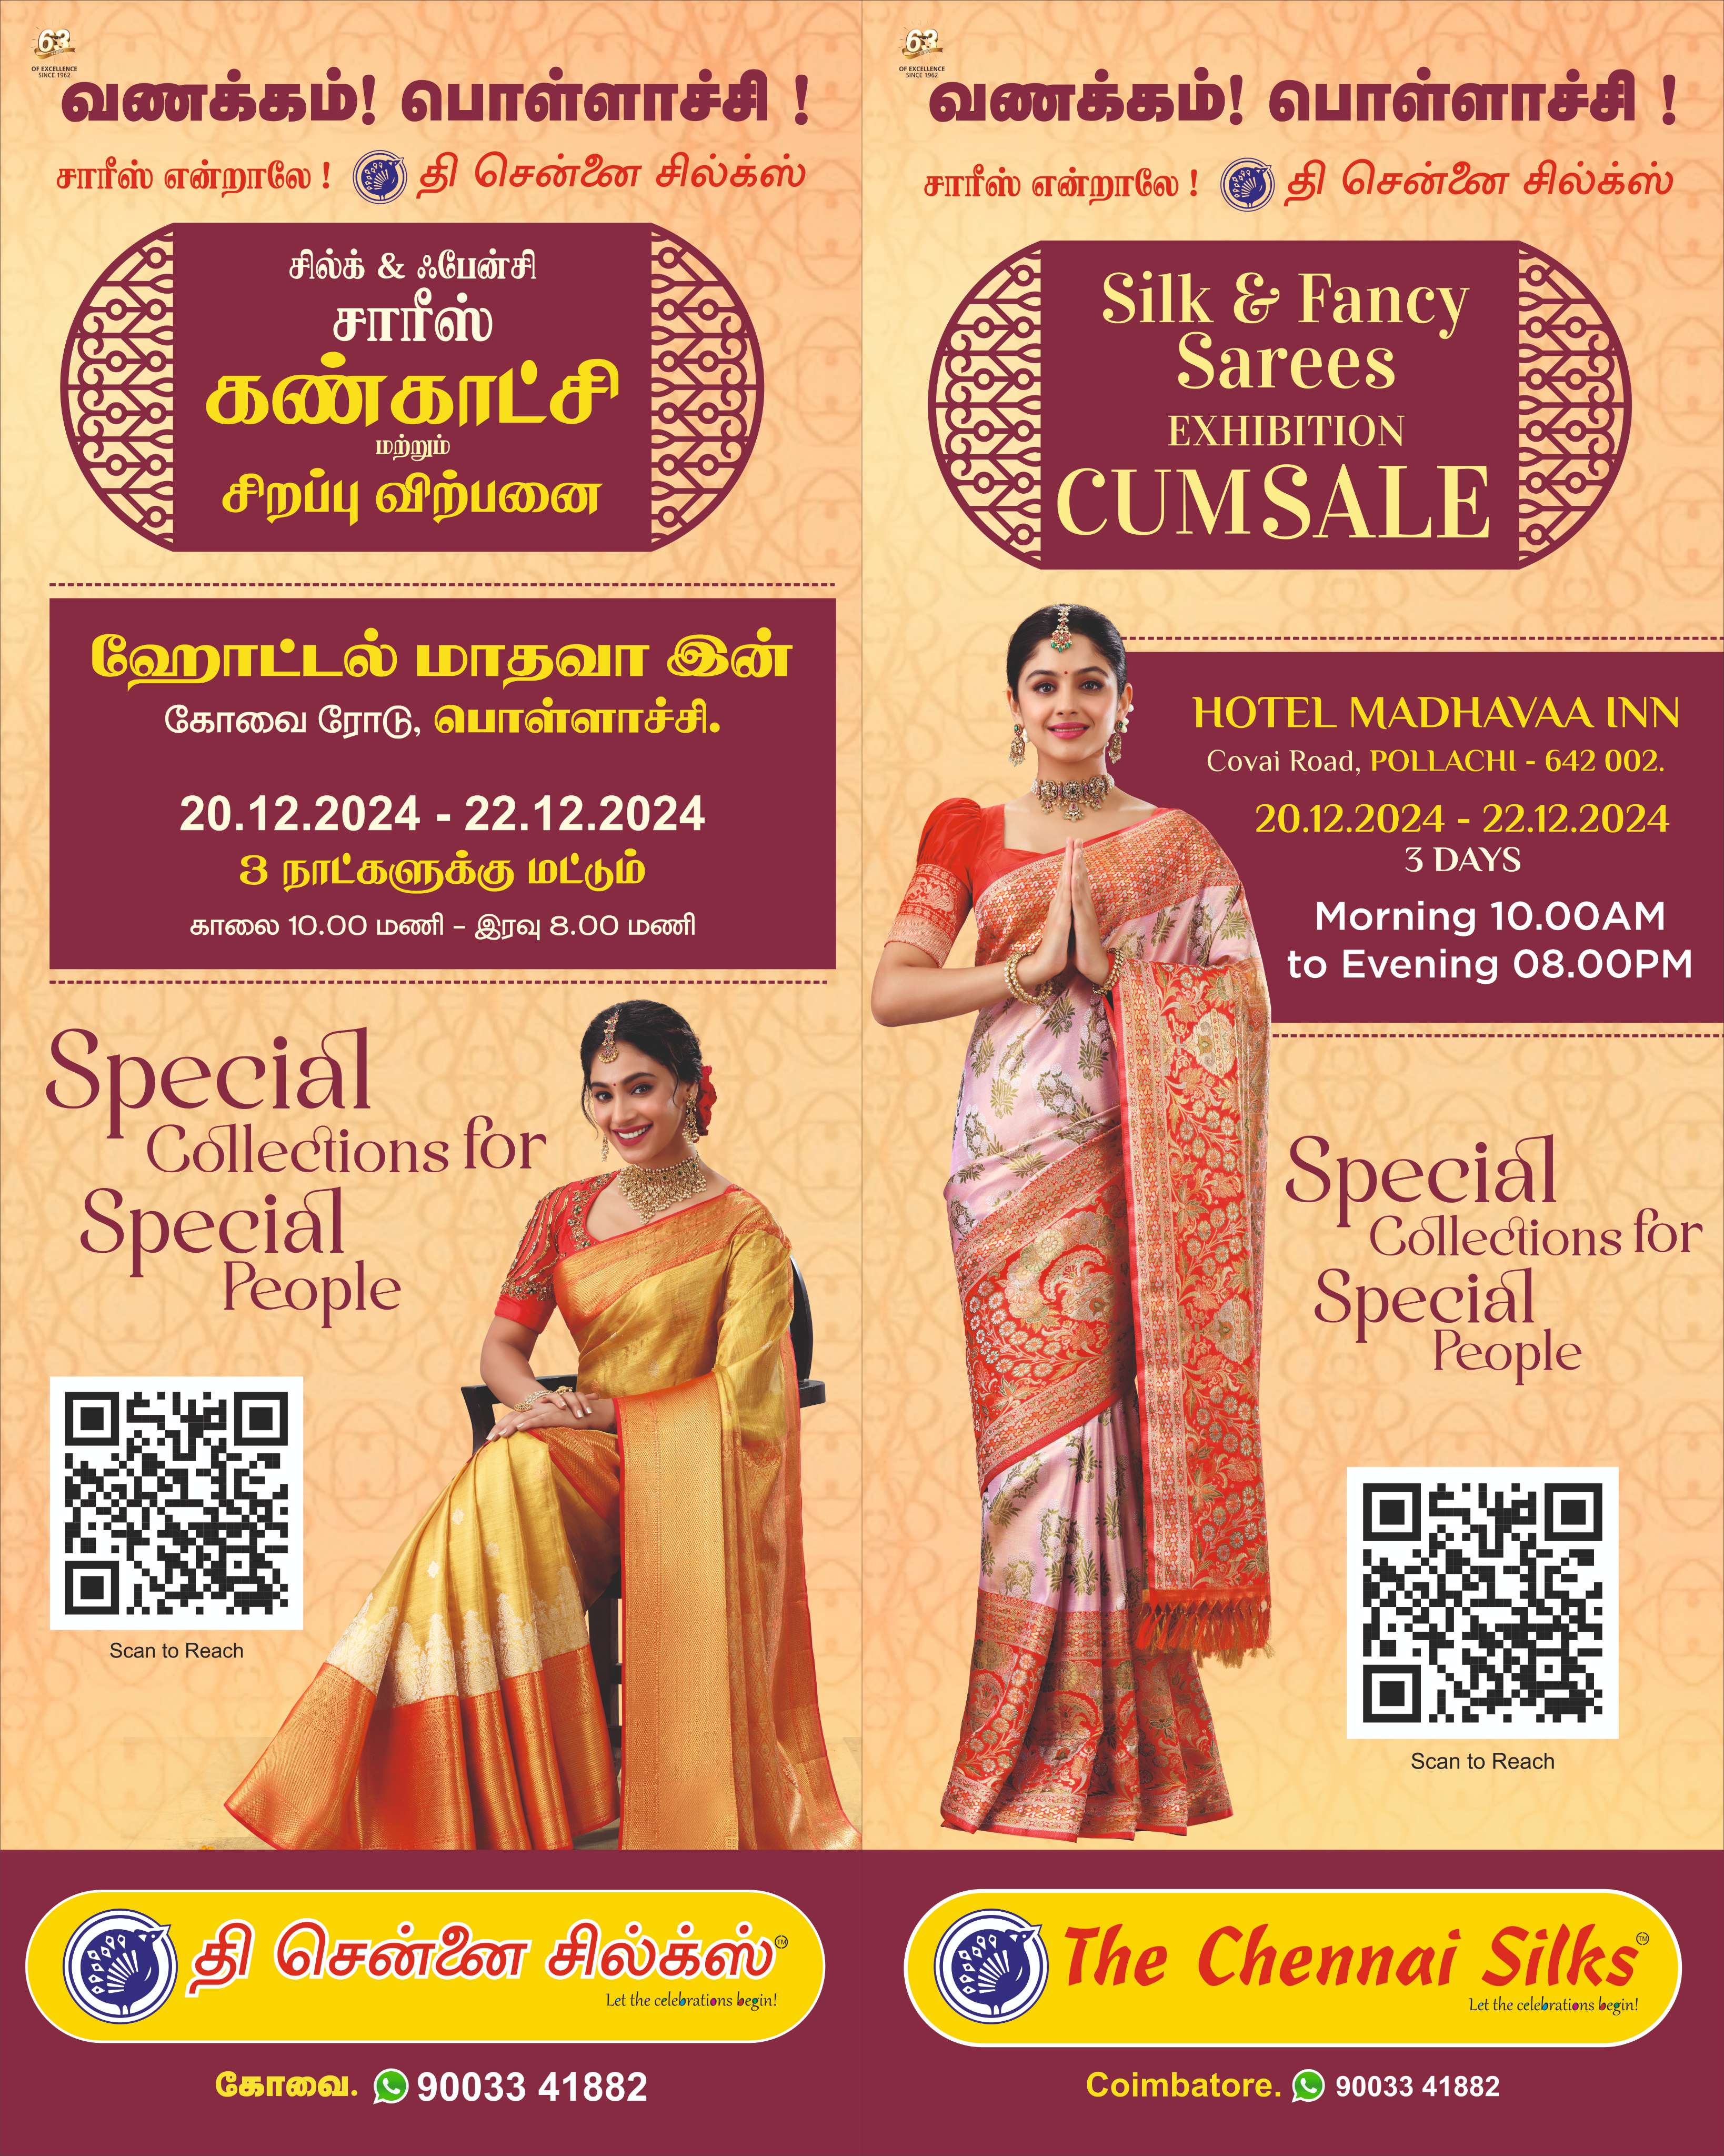 63
OF EXCELLENCE
SINCE 1962
வணக்கம்! பொள்ளாச்சி !
சாரீஸ் என்றாலே ! தி சென்னை சில்க்ஸ்
சில்க் & ஃபேன்சி
சாரீஸ்
கண்காட்சி
மற்றும்
சிறப்பு விற்பனை
ஹோட்டல் மாதவா இன்
கோவை ரோடு, பொள்ளாச்சி.
20.12.2024 - 22.12.2024
3 நாட்களுக்கு மட்டும்
காலை 10.00 மணி - இரவு 8.00 மணி
Special
Collections for
Special
People
Scan to Reach
தி சென்னை சில்க்ஸ்™
Let the celebrations begin!
கோவை. 90033 41882
63
OF EXCELLENCE
SINCE 1962
வணக்கம்! பொள்ளாச்சி !
சாரீஸ் என்றாலே ! தி சென்னை சில்க்ஸ்
Silk & Fancy
Sarees
EXHIBITION
CUM SALE
HOTEL MADHAVAA INN
Covai Road, POLLACHI - 642 002.
20.12.2024 - 22.12.2024
3 DAYS
Morning 10.00AM
to Evening 08.00PM
Special
Collections for
Special
People
Scan to Reach
The Chennai Silks™
Let the celebrations begin!
Coimbatore. 90033 41882